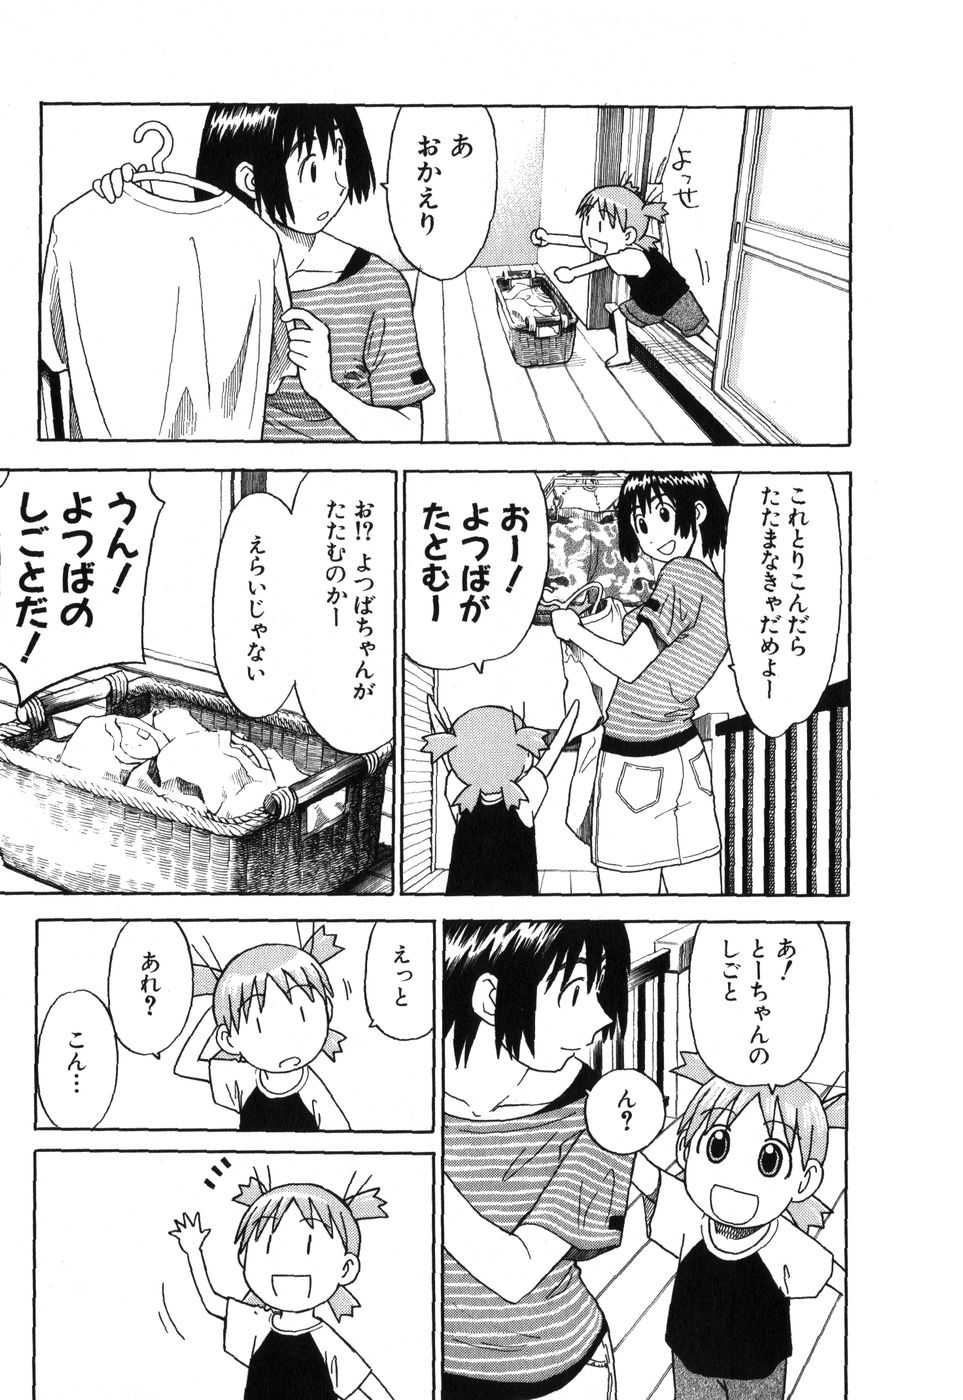 よっせ
あ
おかえり
これとりこんだら
たたまなきゃだめよー
おー！
よつばが
たとむー
お!?よつばちゃんが
たたむのかー
えらいじゃない
うん！
よつばの
しごとだ！
あ！
とーちゃんの
しごと
ん？
えっと
あれ？
こん…